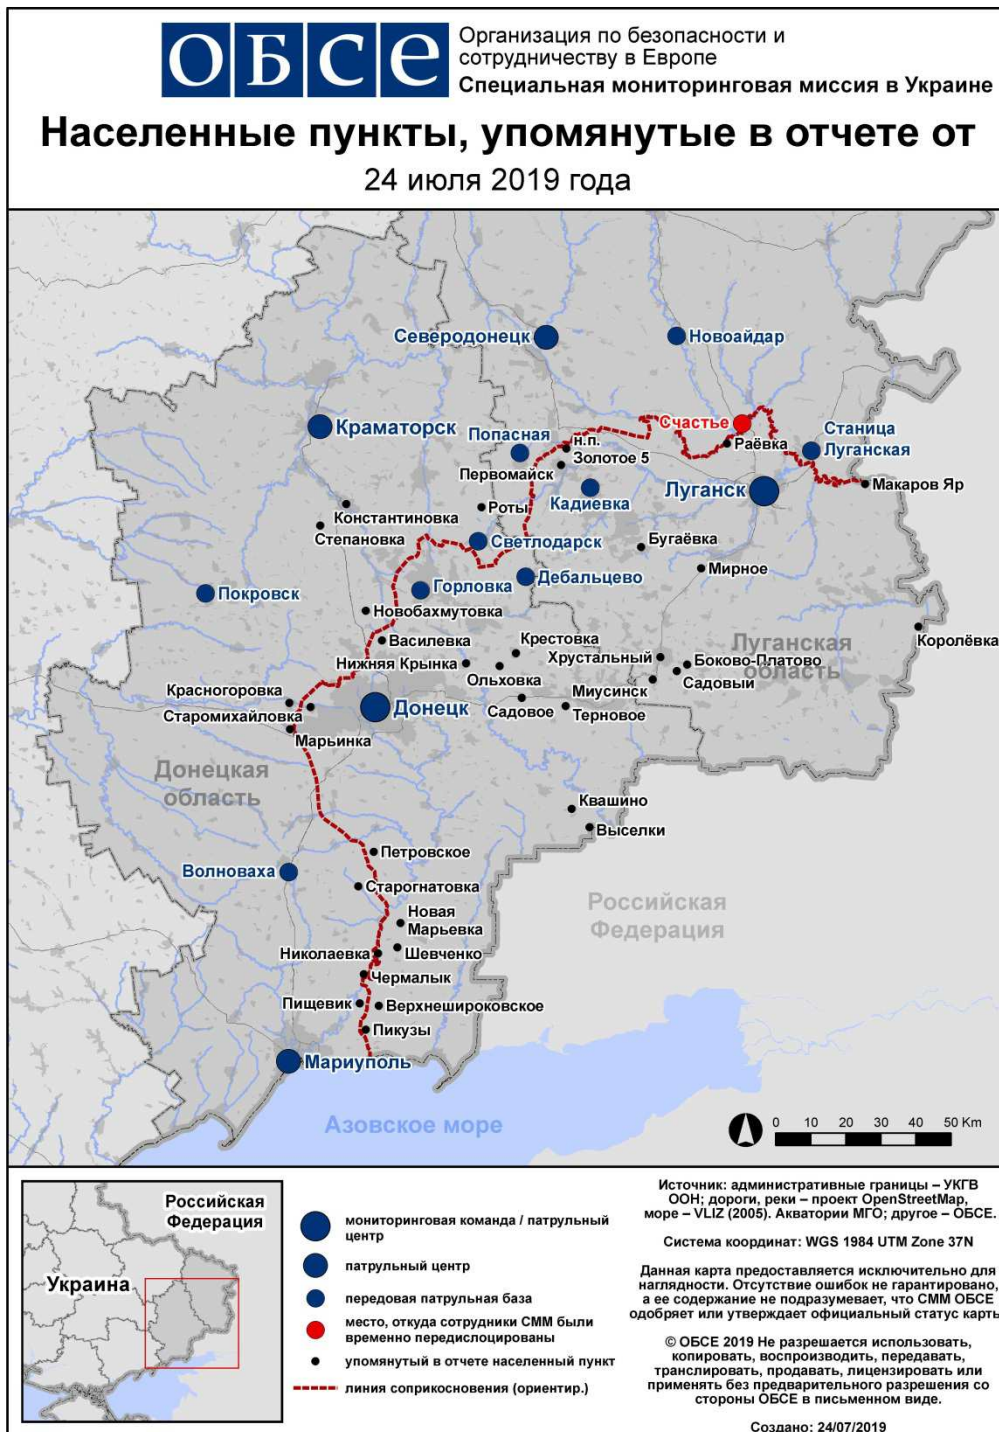 ОБСЕ
Организация по безопасности и
сотрудничеству в Европе
Специальная мониторинговая миссия в Украине
Населенные пункты, упомянутые в отчете от
24 июля 2019 года
Северодонецк
Новоайдар
Краматорск
Счастье
Попасная
н.п.
Золотое 5
Раёвка
Станица
Луганская
Первомайск
Кадиевка
Луганск
Макаров Яр
Константиновка
Роты
Степановка
Светлодарск
Бугаёвка
Дебальцево
Мирное
Покровск
Горловка
Новобахмутовка
Василевка
Крестовка
Королёвка
Луганская
область
Нижняя Крынка
Хрустальный
Боково-Платово
Ольховка
Садовый
Красногоровка
Миусинск
Старомихайловка
Донецк
Садовое
Терновое
Марьинка
Донецкая
область
Квашино
Выселки
Петровское
Волноваха
Старогнатовка
Российская
Федерация
Новая
Марьевка
Николаевка
Шевченко
Чермалык
Пищевик
Верхнешироковское
Пикузы
Мариуполь
Азовское море
0 10 20 30 40 50 Km
Российская
Федерация
Украина
мониторинговая команда / патрульный
центр
патрульный центр
передовая патрульная база
место, откуда сотрудники СММ были
временно передислоцированы
упомянутый в отчете населенный пункт
линия соприкосновения (ориентир.)
Источник: административные границы – УКГВ
ООН; дороги, реки – проект OpenStreetMap,
море – VLIZ (2005). Акватории МГО; другое – ОБСЕ.
Система координат: WGS 1984 UTM Zone 37N
Данная карта предоставляется исключительно для
наглядности. Отсутствие ошибок не гарантировано,
а ее содержание не подразумевает, что СММ ОБСЕ
одобряет или утверждает официальный статус карты.
© ОБСЕ 2019 Не разрешается использовать,
копировать, воспроизводить, передавать,
транслировать, продавать, лицензировать или
применять без предварительного разрешения со
стороны ОБСЕ в письменном виде.
Создано: 24/07/2019